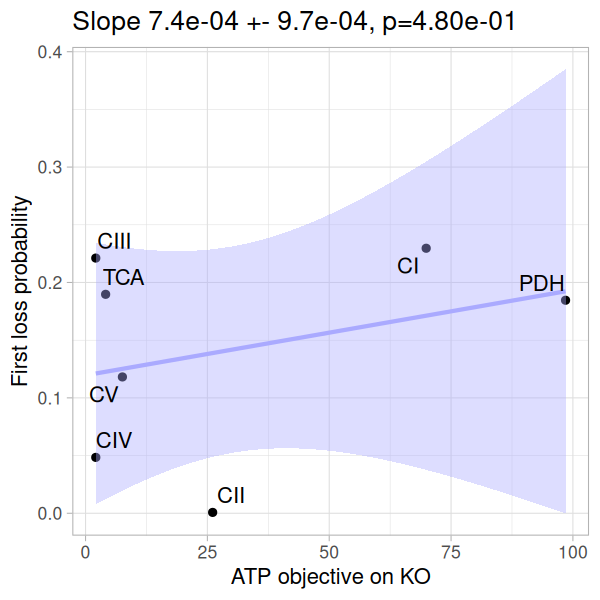 Slope 7.4e-04 +- 9.7e-04, p=4.80e-01
0.4
0.3
0.2
0.1
0.0
First loss probability
CIII
TCA
CI
PDH
CV
CIV
CII
0
25
50
75
100
ATP objective on KO